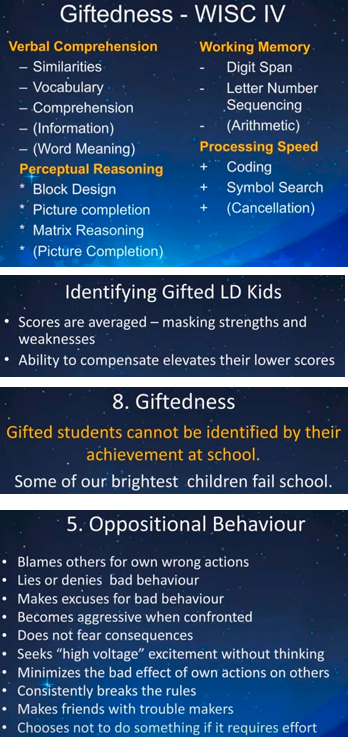 Giftedness - WISC IV
Verbal Comprehension
– Similarities
– Vocabulary
– Comprehension
– (Information)
– (Word Meaning)
Perceptual Reasoning
* Block Design
* Picture completion
* Matrix Reasoning
* (Picture Completion)
Working Memory
- Digit Span
- Letter Number
Sequencing
- (Arithmetic)
Processing Speed
+ Coding
+ Symbol Search
+ (Cancellation)
Identifying Gifted LD Kids
• Scores are averaged – masking strengths and
weaknesses
• Ability to compensate elevates their lower scores
8. Giftedness
Gifted students cannot be identified by their
achievement at school.
Some of our brightest children fail school.
5. Oppositional Behaviour
• Blames others for own wrong actions
• Lies or denies bad behaviour
• Makes excuses for bad behaviour
• Becomes aggressive when confronted
• Does not fear consequences
• Seeks “high voltage” excitement without thinking
• Minimizes the bad effect of own actions on others
• Consistently breaks the rules
• Makes friends with trouble makers
• Chooses not to do something if it requires effort